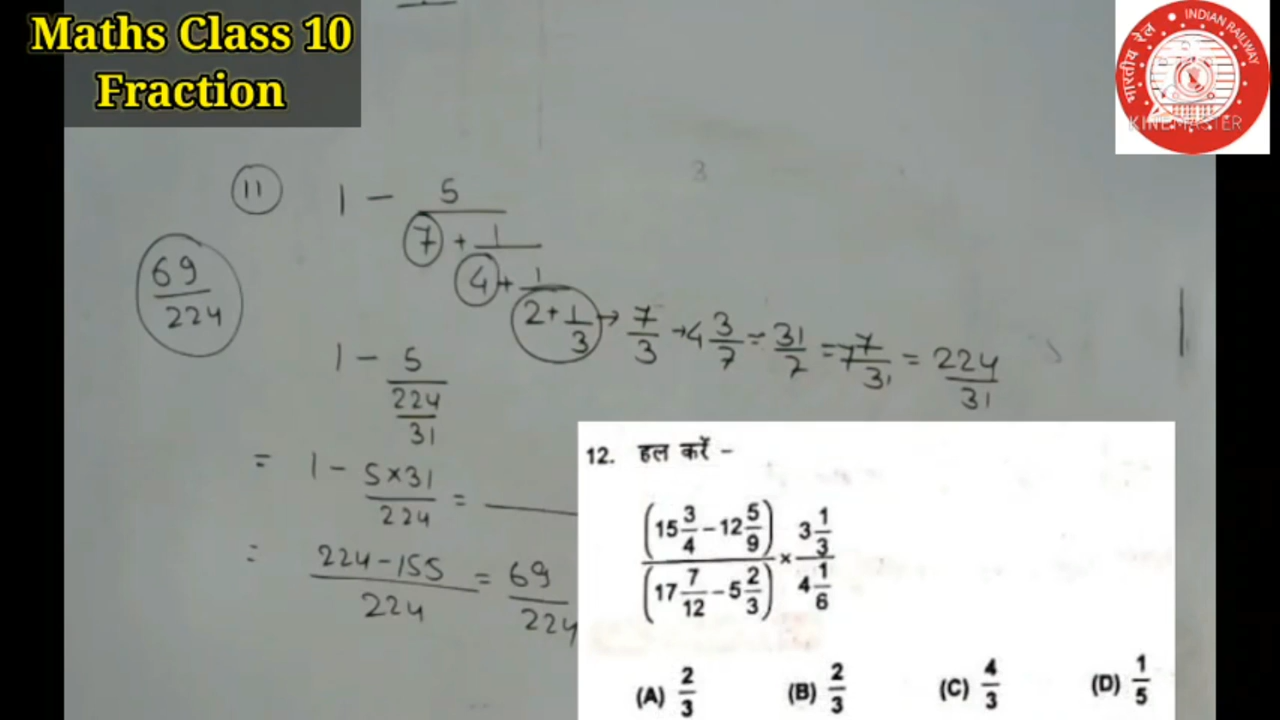 Maths Class 10
Fraction
भारतीय रेल • INDIAN RAILWAY
KINEMASTER
11 1 - 5/(7 + 1/(4 + 1/(2 + 1/3))) → 7/3 → 4 3/7 = 31/7 = 7 7/31 = 224/31
69/224
1 - 5/(224/31)
= 1 - 5×31/224 =
= 224-155/224 = 69/224
12. हल करें –
(15 3/4 – 12 5/9)/(17 7/12 – 5 2/3) × 3 1/3/4 1/6
(A) 2/3 (B) 2/3 (C) 4/3 (D) 1/5